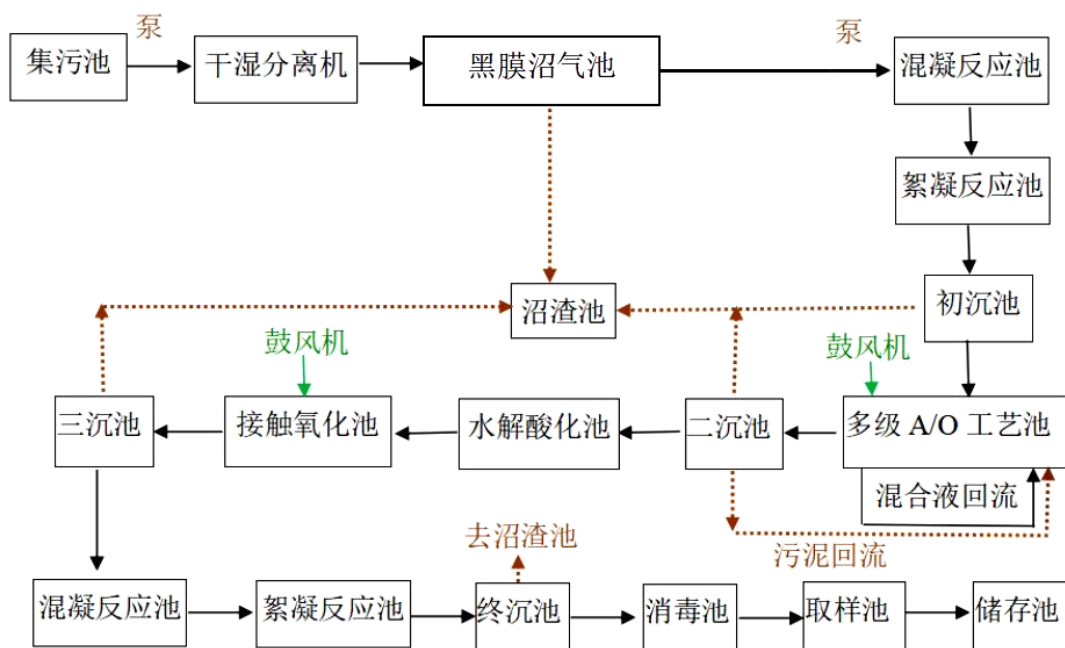 泵
泵
集污池
干湿分离机
黑膜沼气池
混凝反应池
絮凝反应池
沼渣池
初沉池
鼓风机
鼓风机
三沉池
接触氧化池
水解酸化池
二沉池
多级 A/O 工艺池
混合液回流
去沼渣池
污泥回流
混凝反应池
絮凝反应池
终沉池
消毒池
取样池
储存池